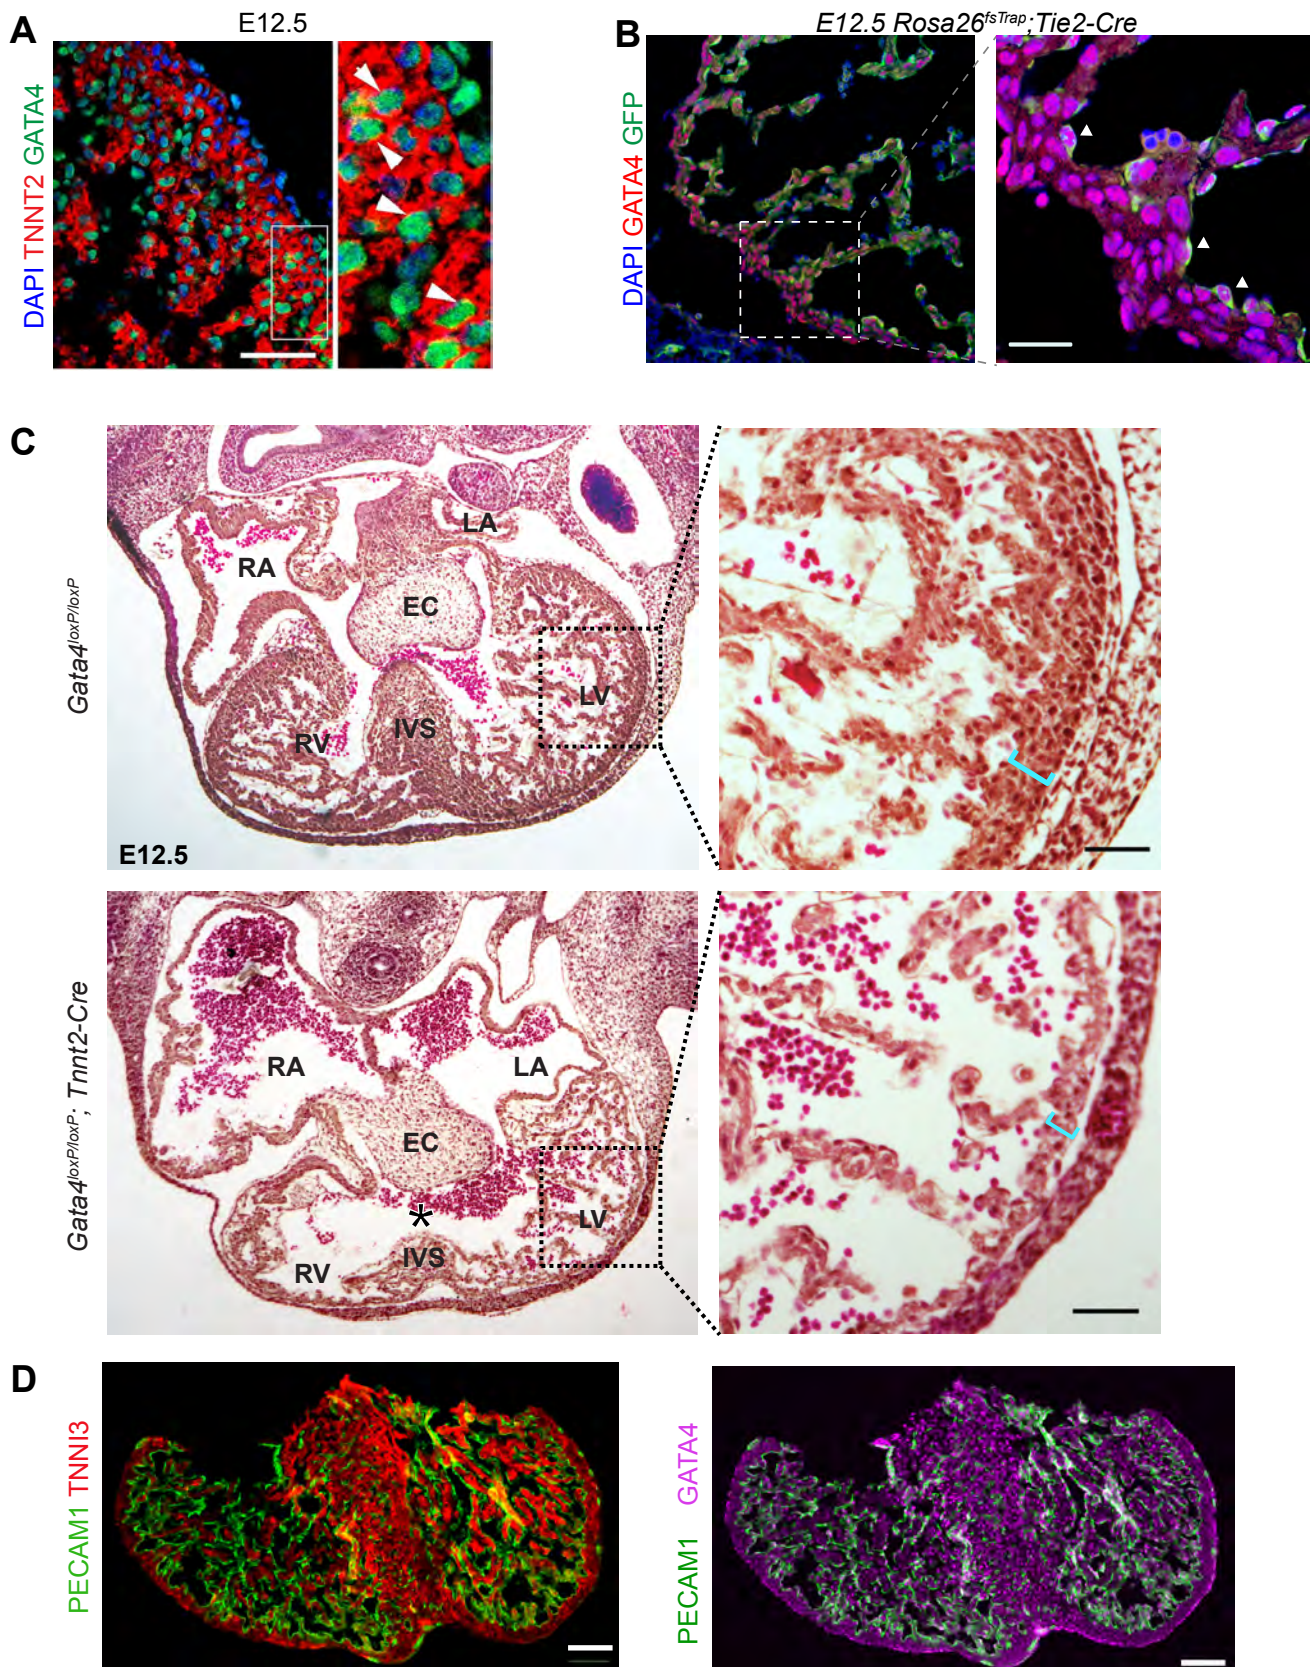 A
E12.5
DAPI TNNT2 GATA4
B
E12.5 Rosa26fsTrap;Tie2-Cre
DAPI GATA4 GFP
C
Gata4loxP/loxP
RA
LA
EC
LV
RV
IVS
E12.5
Gata4loxP/loxP; Tnnt2-Cre
RA
LA
EC
*
LV
IVS
RV
D
PECAM1 TNNI3
PECAM1 GATA4